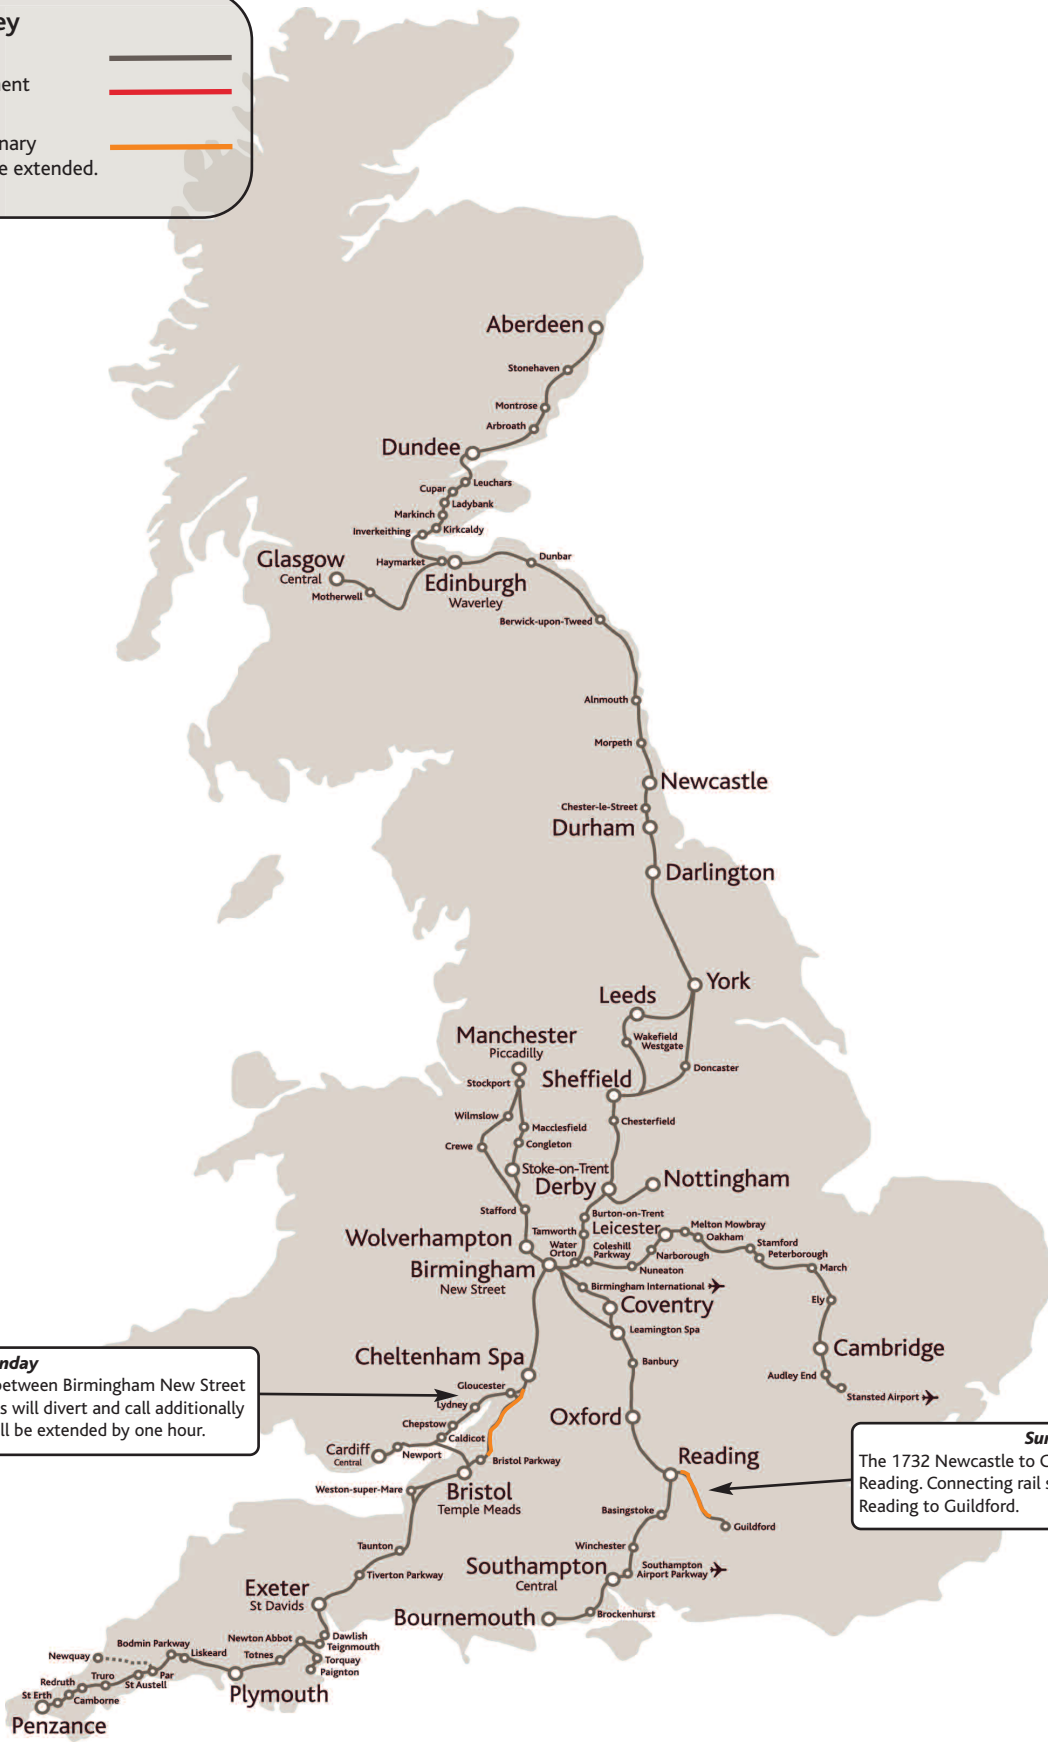 ey
ent
nary
e extended.
Aberdeen
Stonehaven
Montrose
Arbroath
Dundee
Leuchars
Cupar
Ladybank
Markinch
Kirkcaldy
Inverkeithing
Glasgow
Central
Haymarket
Dunbar
Motherwell
Edinburgh
Waverley
Berwick-upon-Tweed
Alnmouth
Morpeth
Newcastle
Chester-le-Street
Durham
Darlington
York
Leeds
Wakefield
Westgate
Manchester
Piccadilly
Doncaster
Stockport
Sheffield
Wilmslow
Chesterfield
Macclesfield
Crewe
Congleton
Stoke-on-Trent
Derby
Nottingham
Stafford
Burton-on-Trent
Tamworth
Leicester
Melton Mowbray
Oakham
Wolverhampton
Water
Orton
Coleshill
Parkway
Narborough
Stamford
Peterborough
Birmingham
New Street
Nuneaton
March
Birmingham International
Ely
Coventry
Leamington Spa
Cambridge
Cheltenham Spa
Banbury
Audley End
Stansted Airport
nday
between Birmingham New Street
s will divert and call additionally
ll be extended by one hour.
Gloucester
Lydney
Chepstow
Caldicot
Oxford
Cardiff
Central
Newport
Bristol Parkway
Reading
Sun
The 1732 Newcastle to G
Reading. Connecting rail s
Reading to Guildford.
Weston-super-Mare
Bristol
Temple Meads
Basingstoke
Guildford
Taunton
Winchester
Tiverton Parkway
Southampton
Central
Southampton
Airport Parkway
Exeter
St Davids
Bournemouth
Brockenhurst
Newton Abbot
Dawlish
Teignmouth
Bodmin Parkway
Liskeard
Totnes
Torquay
Paignton
Newquay
Par
Truro
St Austell
Redruth
St Erth
Camborne
Plymouth
Penzance